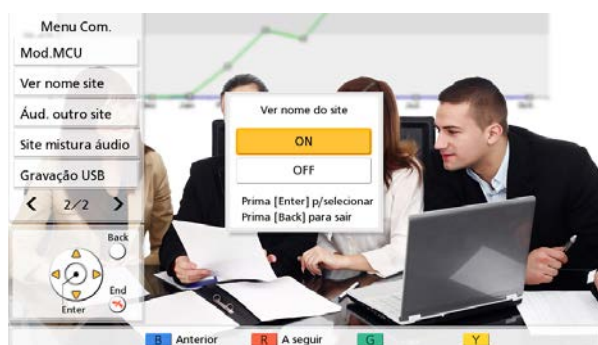 Menu Com.
Mod.MCU
Ver nome site
Áud. outro site
Site mistura áudio
Gravação USB
2/2
Back
End
Enter
Ver nome do site
ON
OFF
Prima [Enter] p/selecionar
Prima [Back] para sair
B Anterior R A seguir G Y